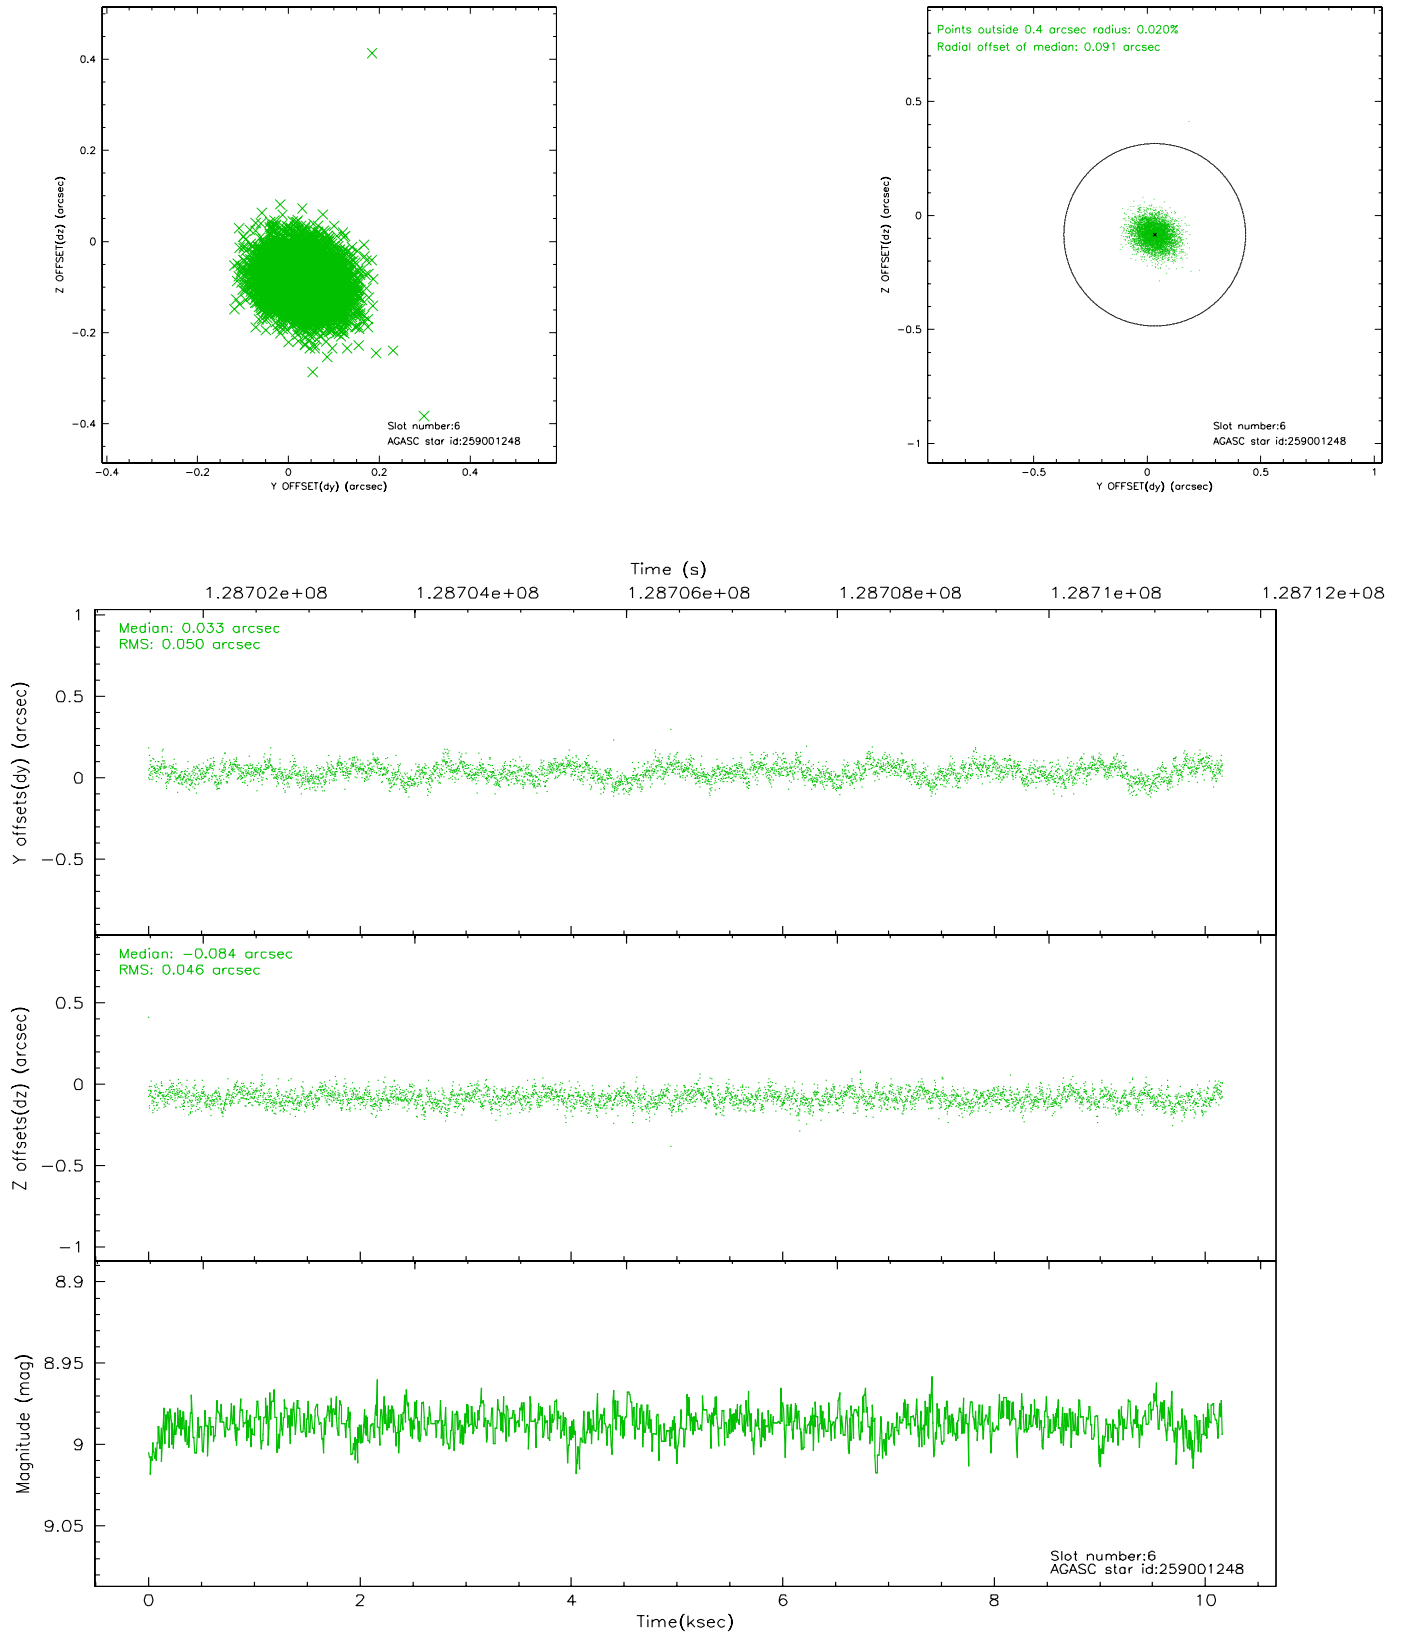 0.4
0.2
0
−0.2
−0.4
Z OFFSET(dz) (arcsec)
Slot number:6
AGASC star id:259001248
−0.4 −0.2 0 0.2 0.4
Y OFFSET(dy) (arcsec)
Points outside 0.4 arcsec radius: 0.020%
Radial offset of median: 0.091 arcsec
0.5
0
−0.5
−1
Z OFFSET(dz) (arcsec)
Slot number:6
AGASC star id:259001248
−0.5 0 0.5 1
Y OFFSET(dy) (arcsec)
Time (s)
1.28702e+08 1.28704e+08 1.28706e+08 1.28708e+08 1.2871e+08 1.28712e+08
Median: 0.033 arcsec
RMS: 0.050 arcsec
1
0.5
0
−0.5
Y offsets(dy) (arcsec)
Median: −0.084 arcsec
RMS: 0.046 arcsec
0.5
0
−0.5
−1
Z offsets(dz) (arcsec)
8.9
8.95
9
9.05
Magnitude (mag)
Slot number:6
AGASC star id:259001248
0 2 4 6 8 10
Time(ksec)